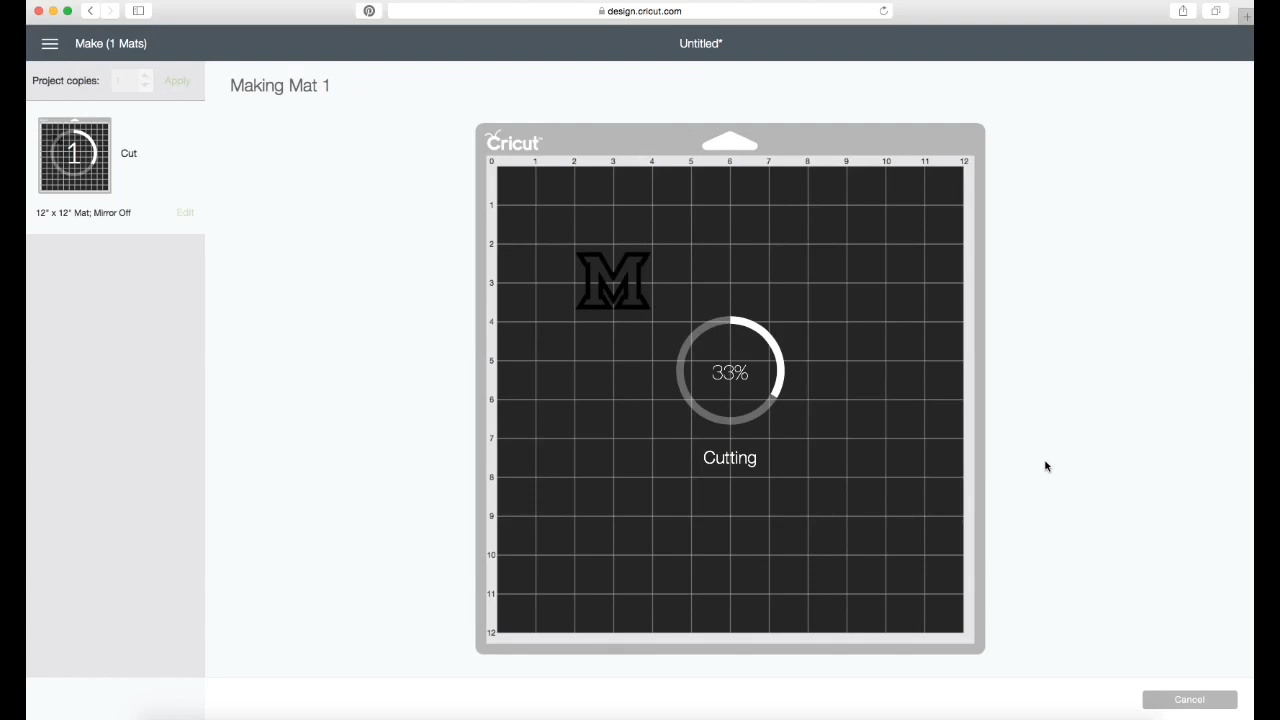 design.cricut.com
Make (1 Mats)
Untitled*
Project copies: 1 Apply
Making Mat 1
1
Cut
12" x 12" Mat; Mirror Off Edit
Cricut™
0 1 2 3 4 5 6 7 8 9 10 11 12
1
2
M
3
4
5
33%
6
7
Cutting
8
9
10
11
12
Cancel